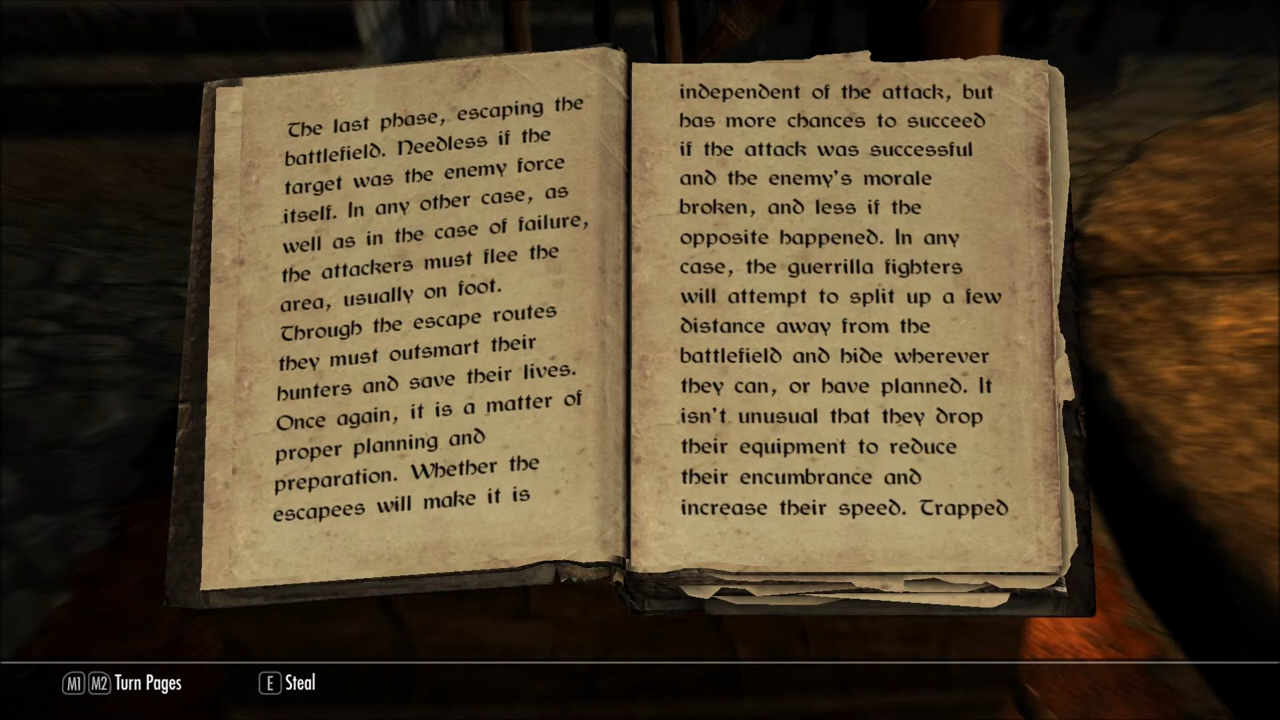 The last phase, escaping the
battlefield. Needless if the
target was the enemy force
itself. In any other case, as
well as in the case of failure,
the attackers must flee the
area, usually on foot.
Through the escape routes
they must outsmart their
hunters and save their lives.
Once again, it is a matter of
proper planning and
preparation. Whether the
escapees will make it is
independent of the attack, but
has more chances to succeed
if the attack was successful
and the enemy's morale
broken, and less if the
opposite happened. In any
case, the guerrilla fighters
will attempt to split up a few
distance away from the
battlefield and hide wherever
they can, or have planned. It
isn't unusual that they drop
their equipment to reduce
their encumbrance and
increase their speed. Trapped
M1 M2 Turn Pages
E Steal